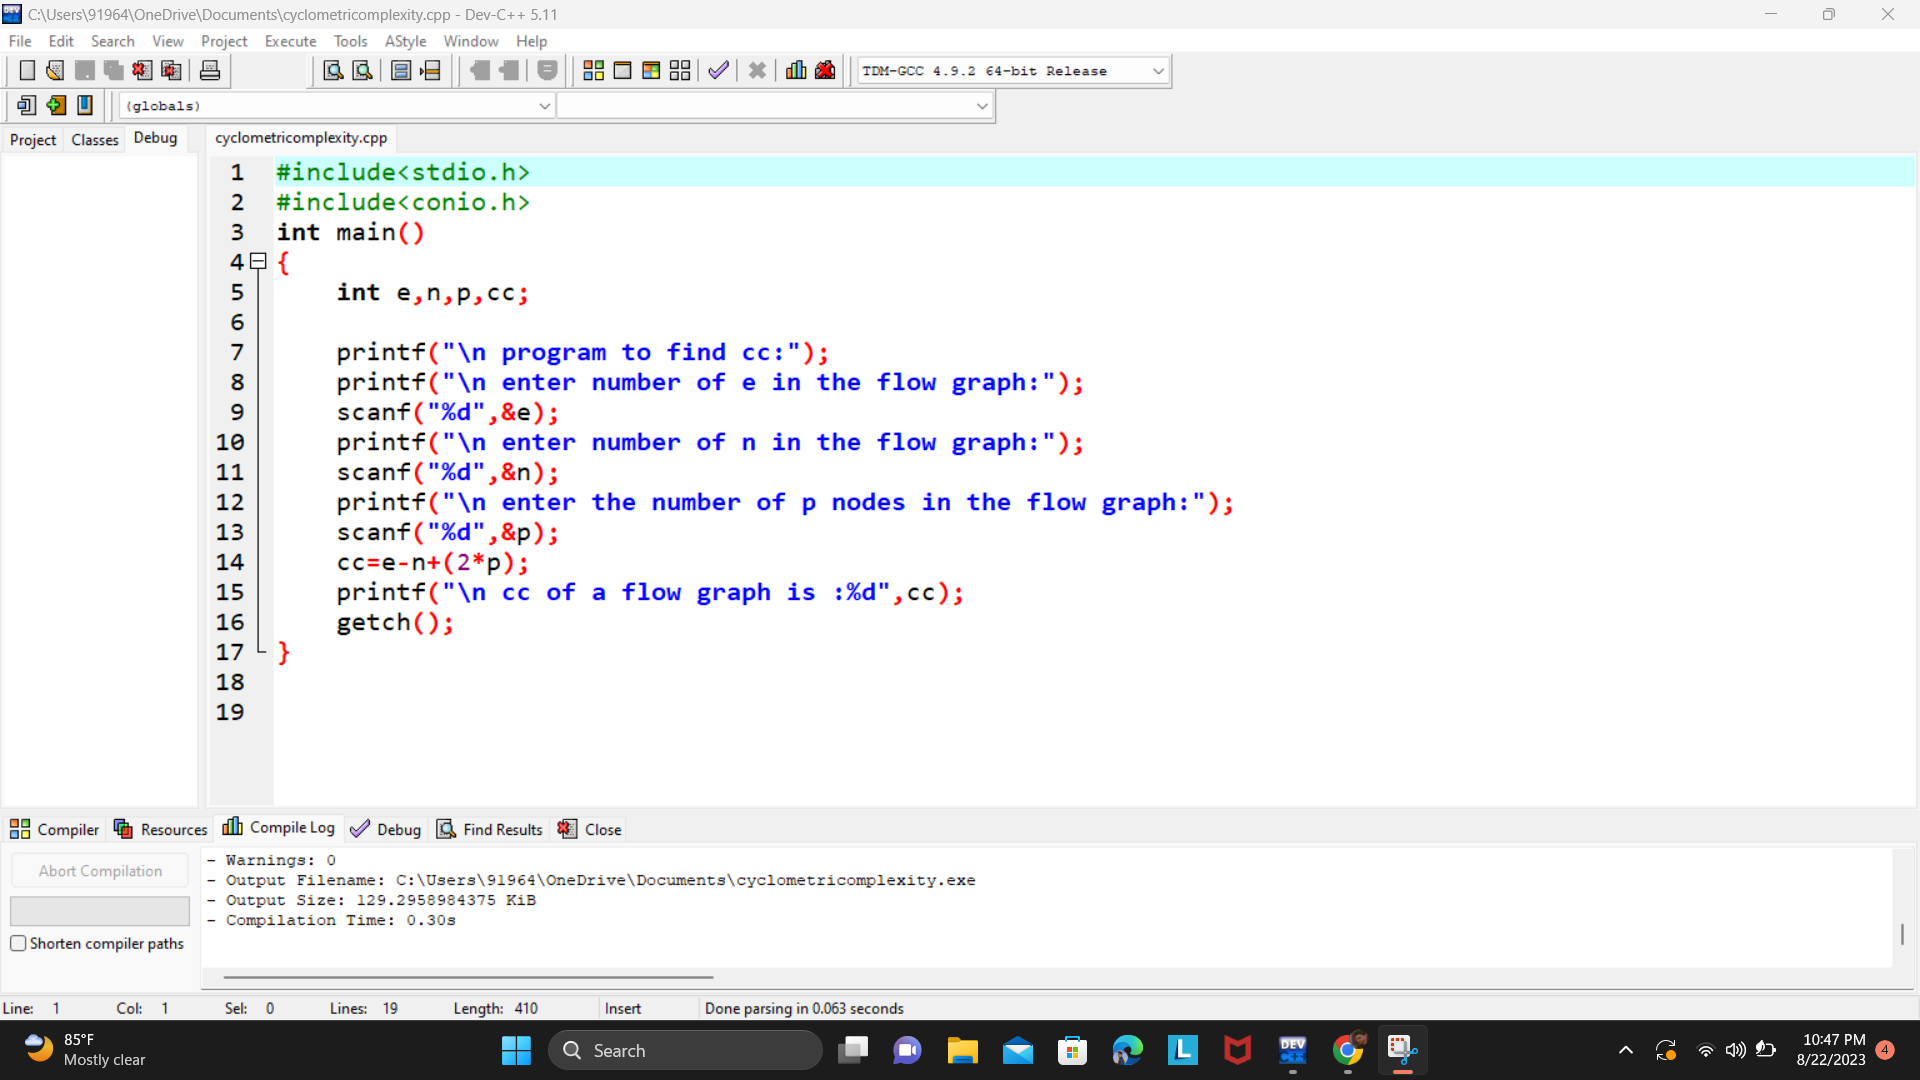 C:\Users\91964\OneDrive\Documents\cyclometricomplexity.cpp - Dev-C++ 5.11
File Edit Search View Project Execute Tools AStyle Window Help
TDM-GCC 4.9.2 64-bit Release
(globals)
Project Classes Debug cyclometricomplexity.cpp
1 #include<stdio.h>
2 #include<conio.h>
3 int main()
4 {
5 int e,n,p,cc;
6
7 printf("\n program to find cc:");
8 printf("\n enter number of e in the flow graph:");
9 scanf("%d",&e);
10 printf("\n enter number of n in the flow graph:");
11 scanf("%d",&n);
12 printf("\n enter the number of p nodes in the flow graph:");
13 scanf("%d",&p);
14 cc=e-n+(2*p);
15 printf("\n cc of a flow graph is :%d",cc);
16 getch();
17 }
18
19
Compiler Resources Compile Log Debug Find Results Close
Abort Compilation
Shorten compiler paths
- Warnings: 0
- Output Filename: C:\Users\91964\OneDrive\Documents\cyclometricomplexity.exe
- Output Size: 129.2958984375 KiB
- Compilation Time: 0.30s
Line: 1 Col: 1 Sel: 0 Lines: 19 Length: 410 Insert Done parsing in 0.063 seconds
85°F
Mostly clear
Search
L
DEV
C++
10:47 PM
8/22/2023
4